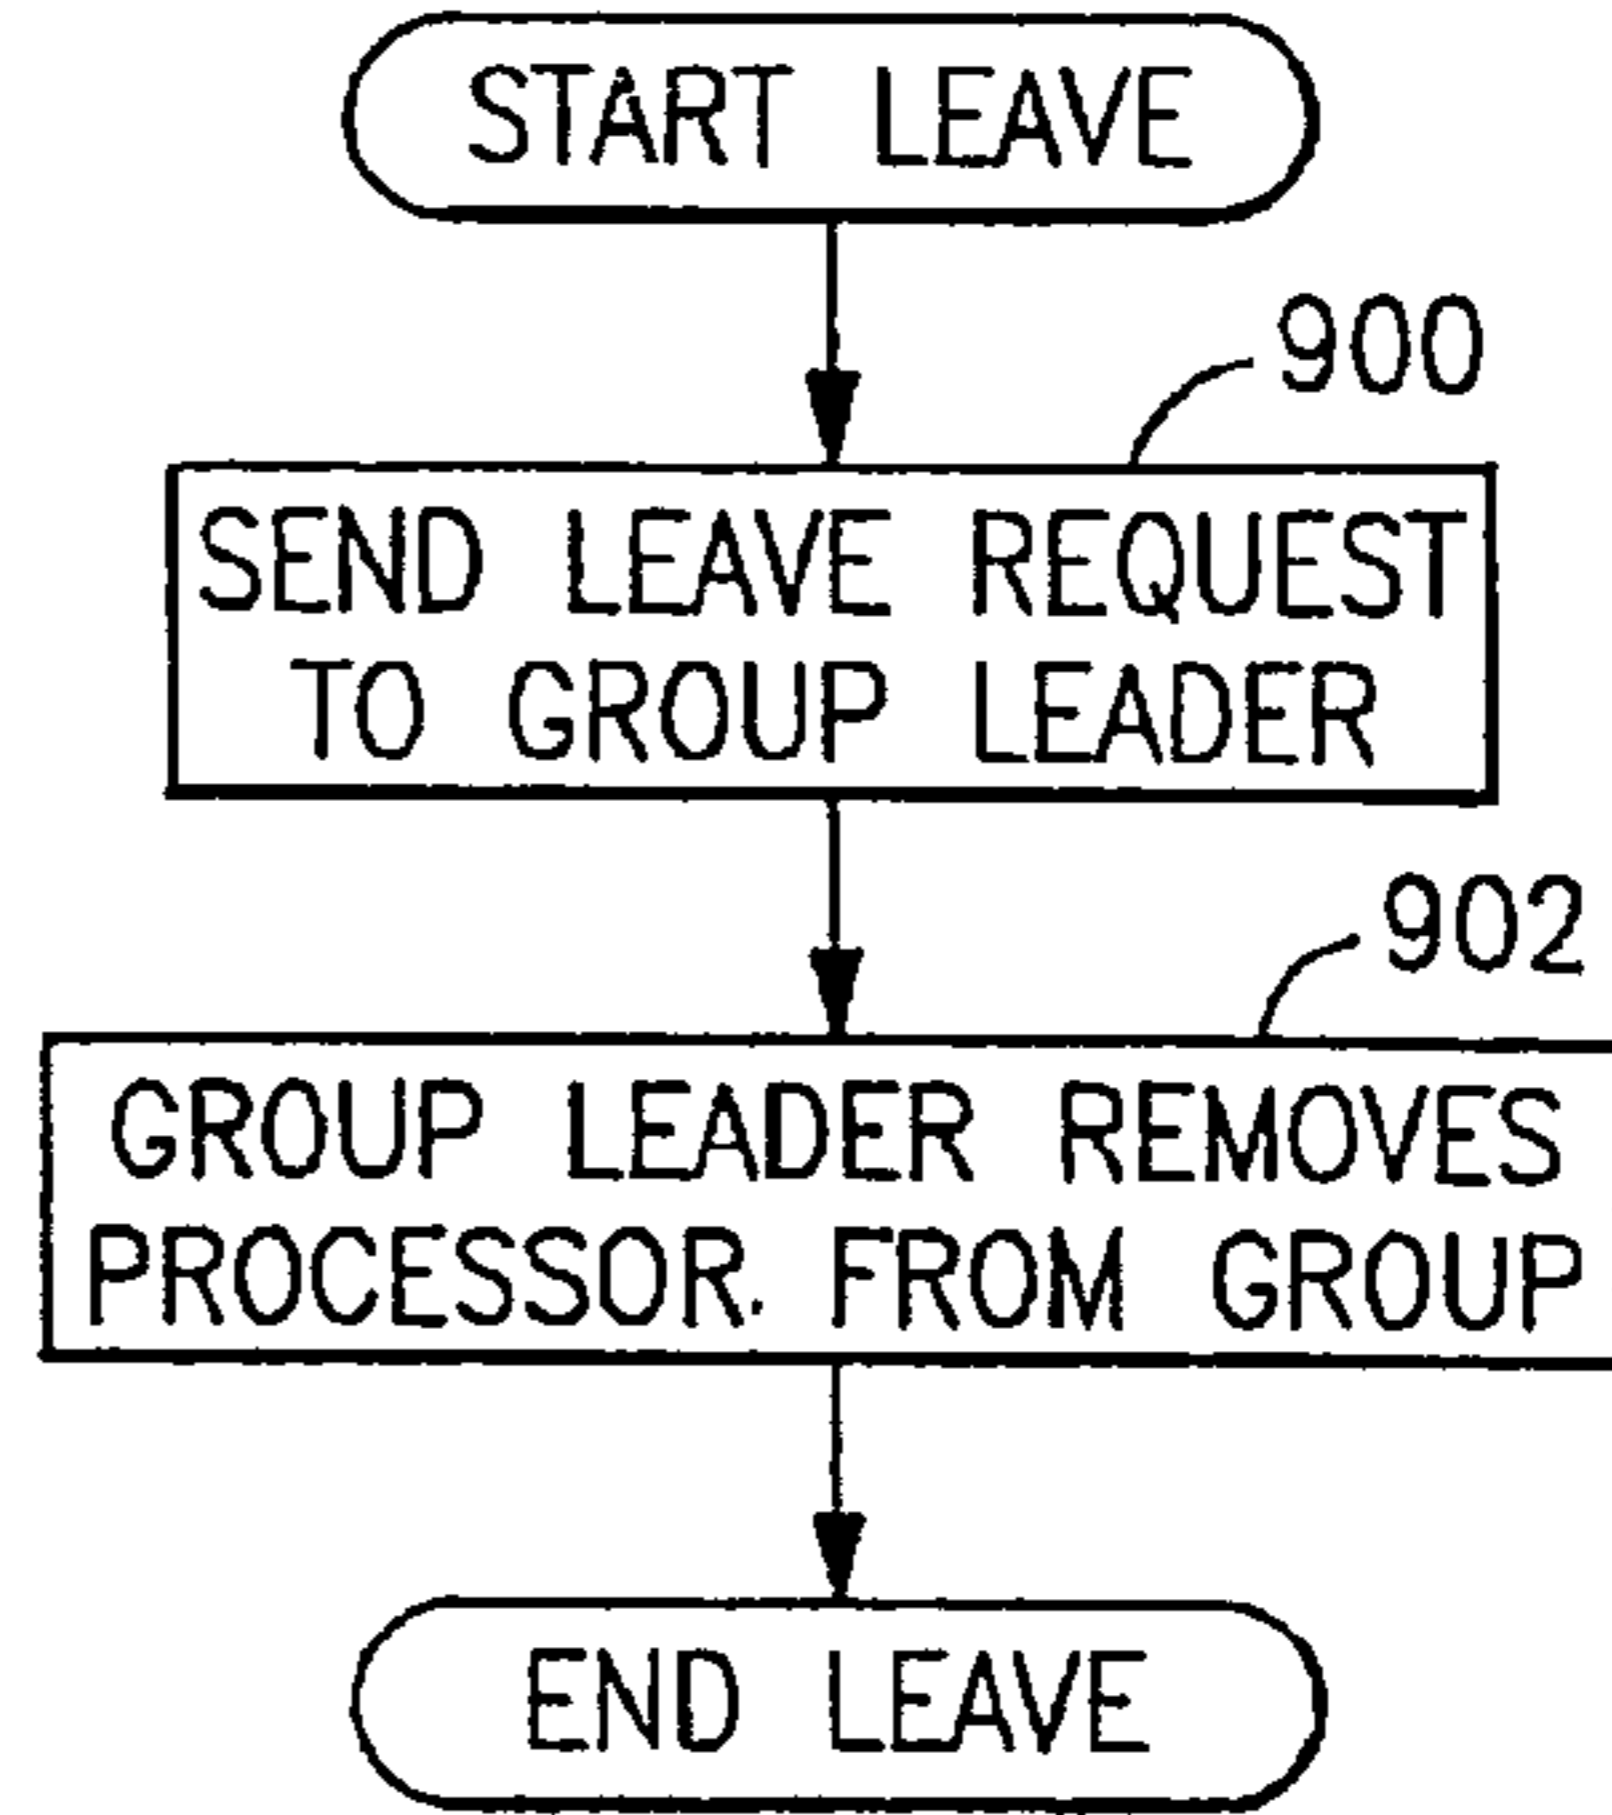 START LEAVE
900
SEND LEAVE REQUEST
TO GROUP LEADER
902
GROUP LEADER REMOVES
PROCESSOR. FROM GROUP
END LEAVE